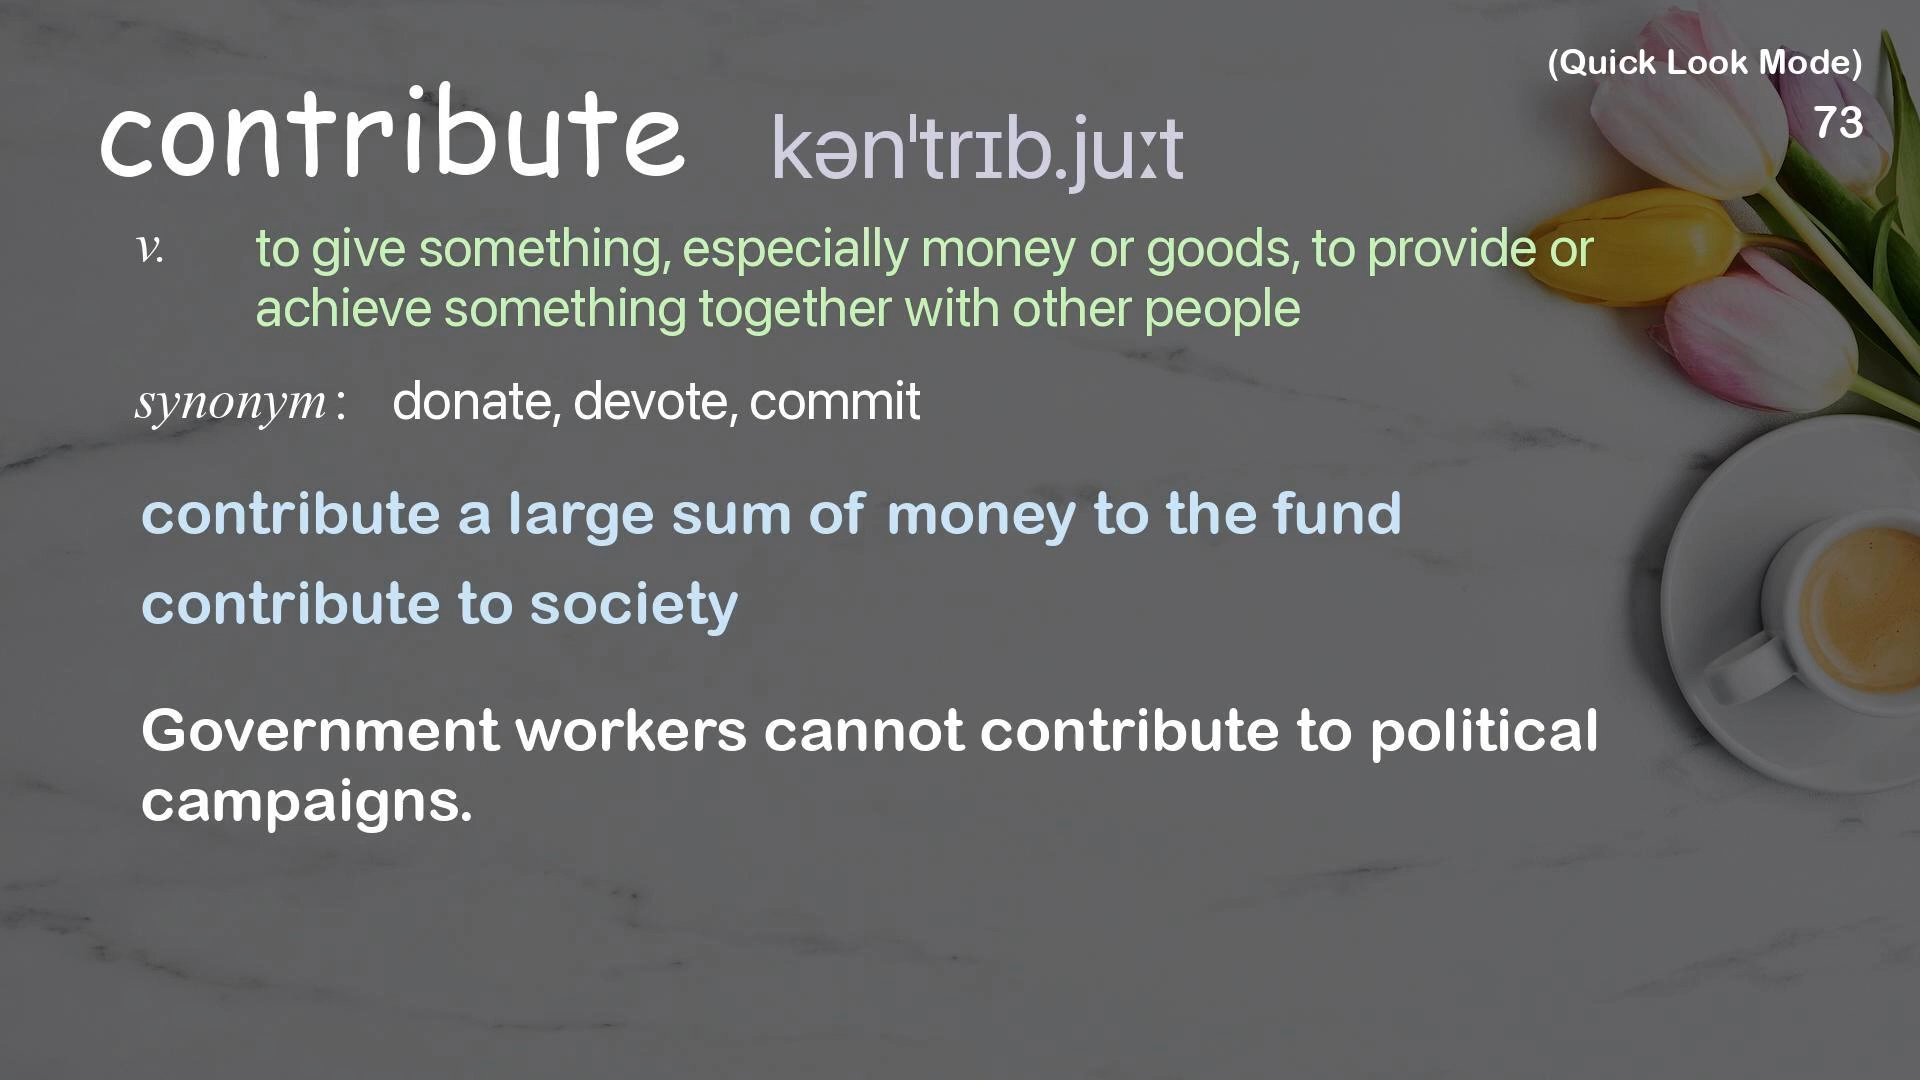 (Quick Look Mode)
73
contribute kən'trɪb.juːt
v. to give something, especially money or goods, to provide or
achieve something together with other people
synonym : donate, devote, commit
contribute a large sum of money to the fund
contribute to society
Government workers cannot contribute to political
campaigns.